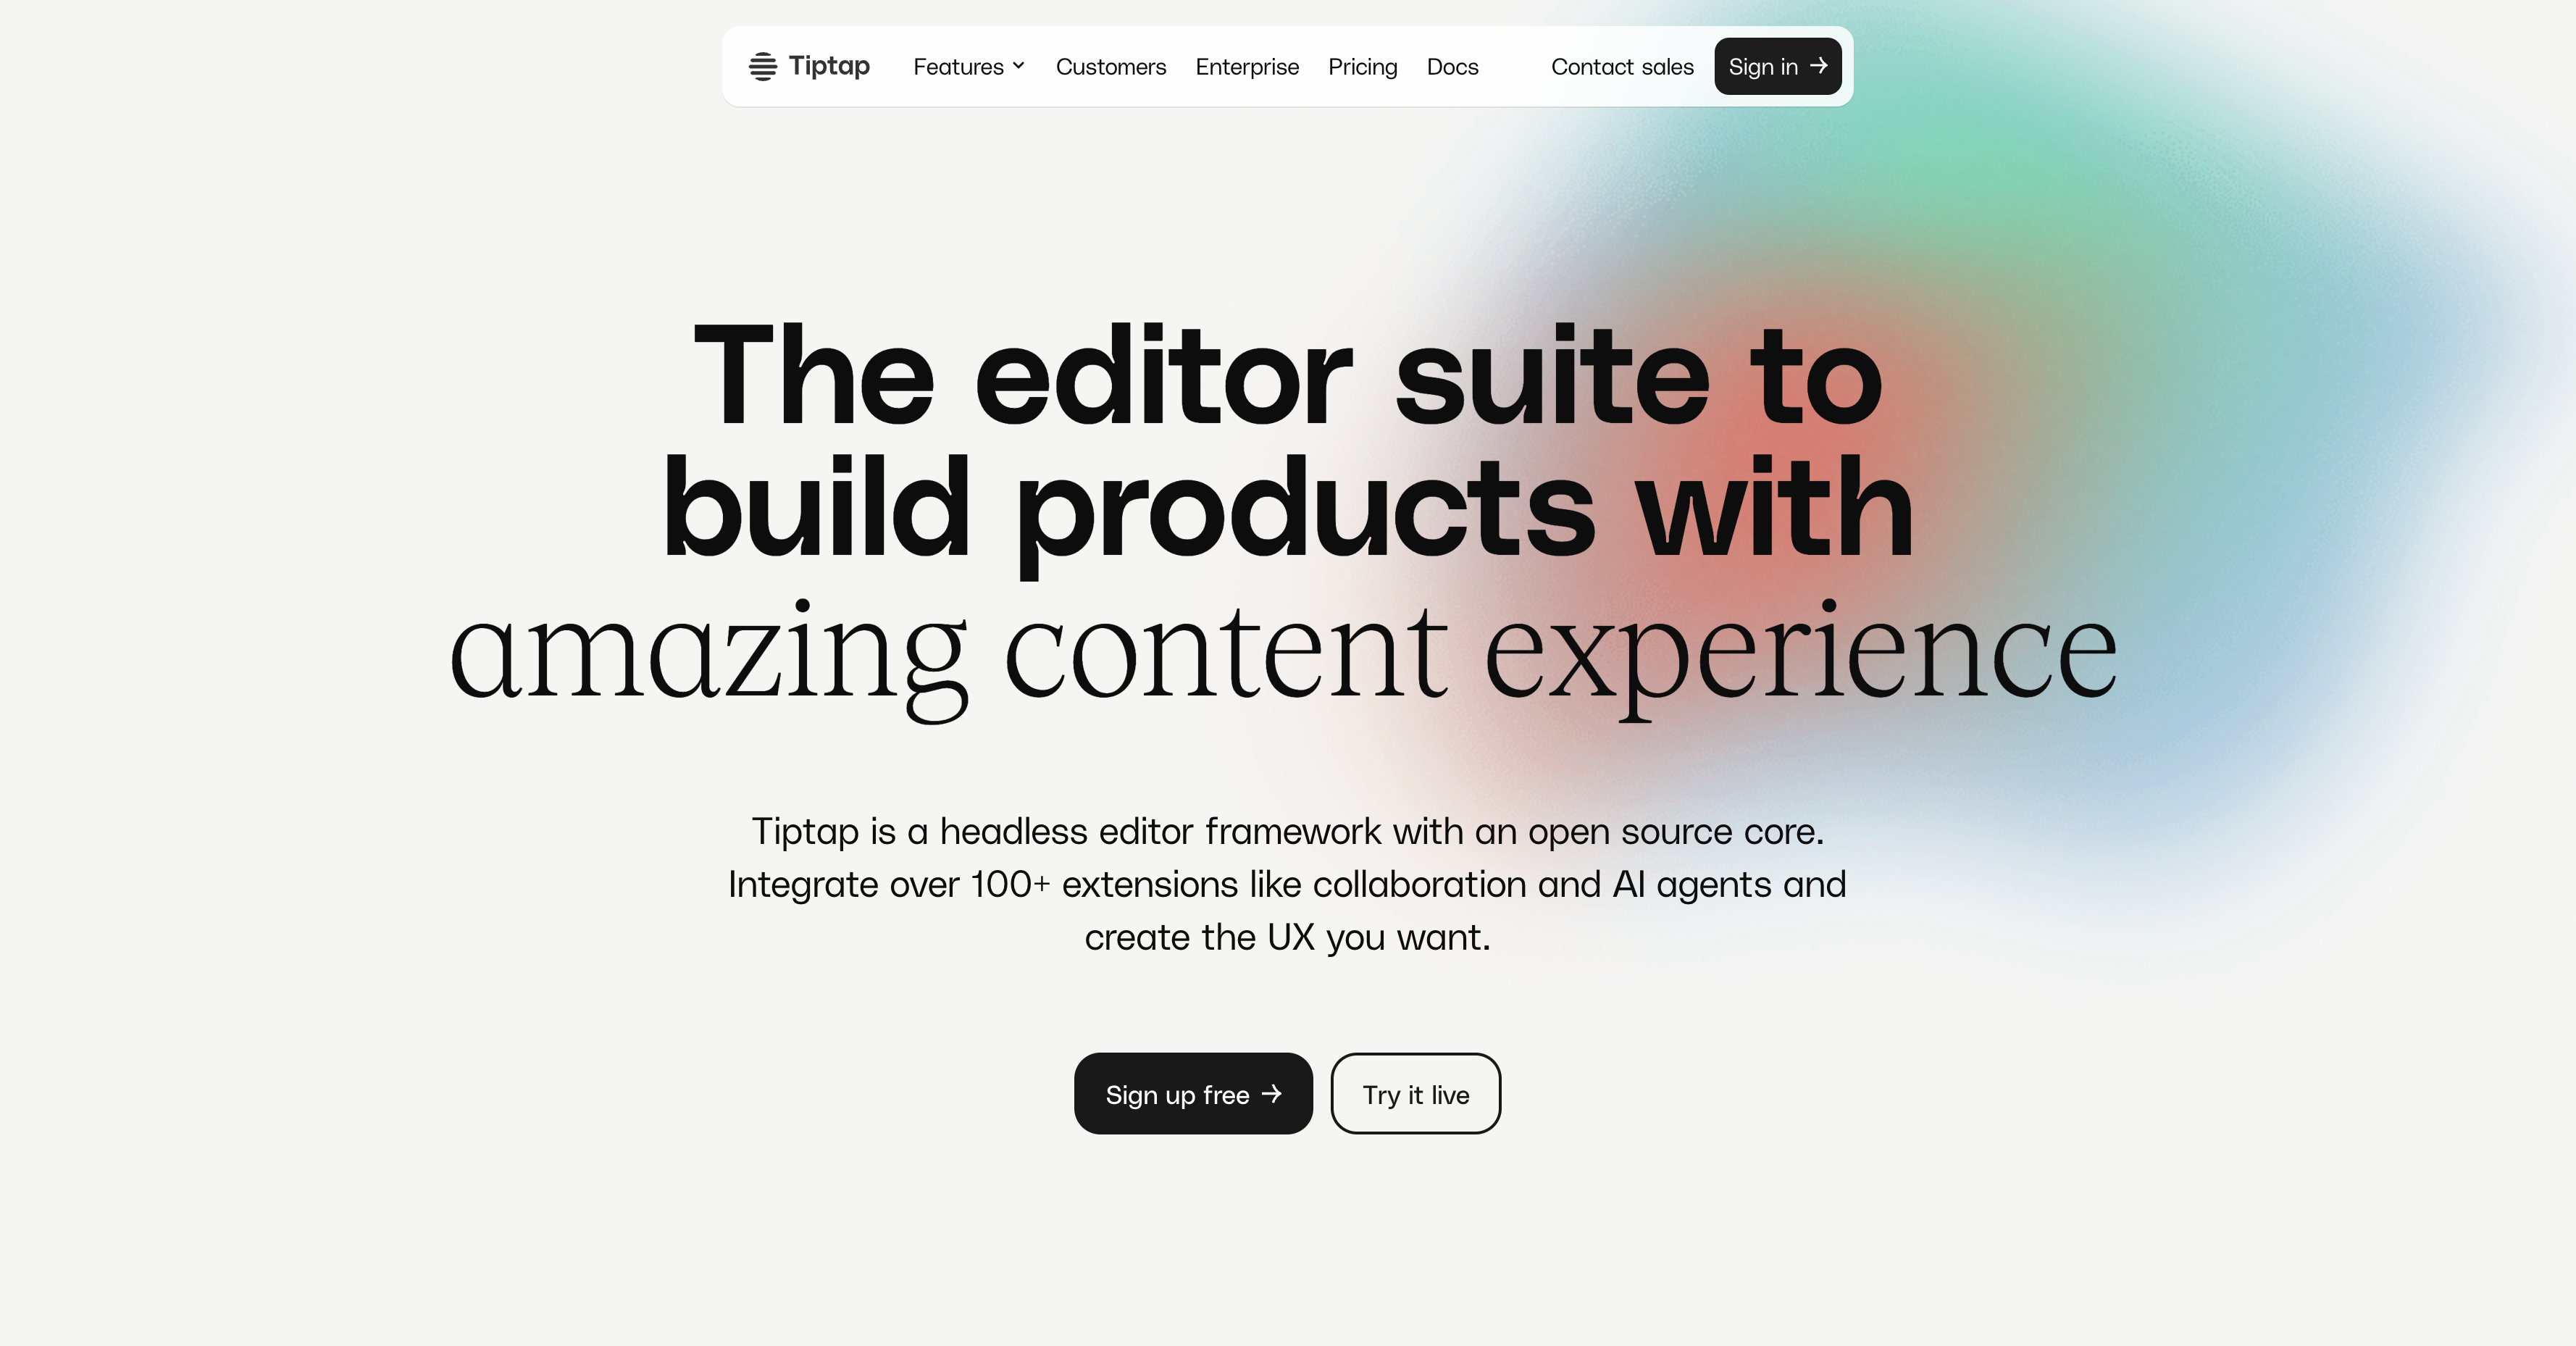 Tiptap Features Customers Enterprise Pricing Docs Contact sales Sign in →
The editor suite to
build products with
amazing content experience
Tiptap is a headless editor framework with an open source core.
Integrate over 100+ extensions like collaboration and AI agents and
create the UX you want.
Sign up free → Try it live